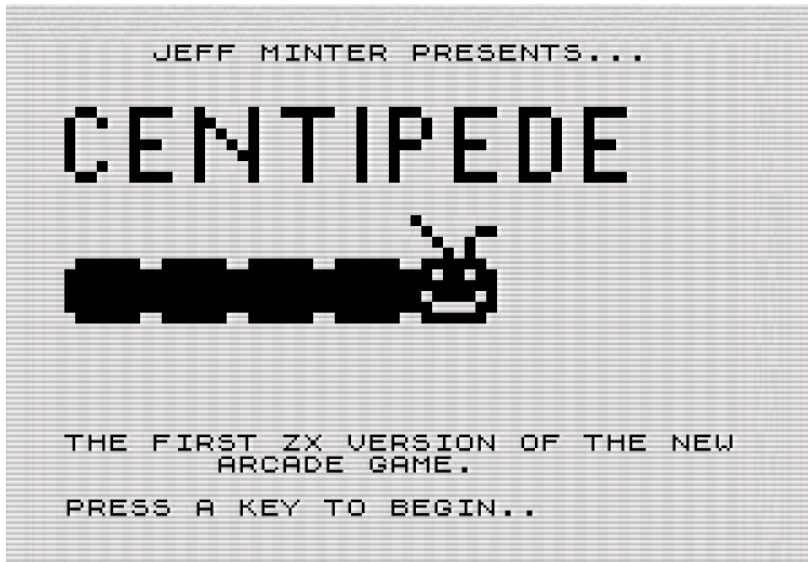 JEFF MINTER PRESENTS...
CENTIPEDE
THE FIRST ZX VERSION OF THE NEW
ARCADE GAME.
PRESS A KEY TO BEGIN..